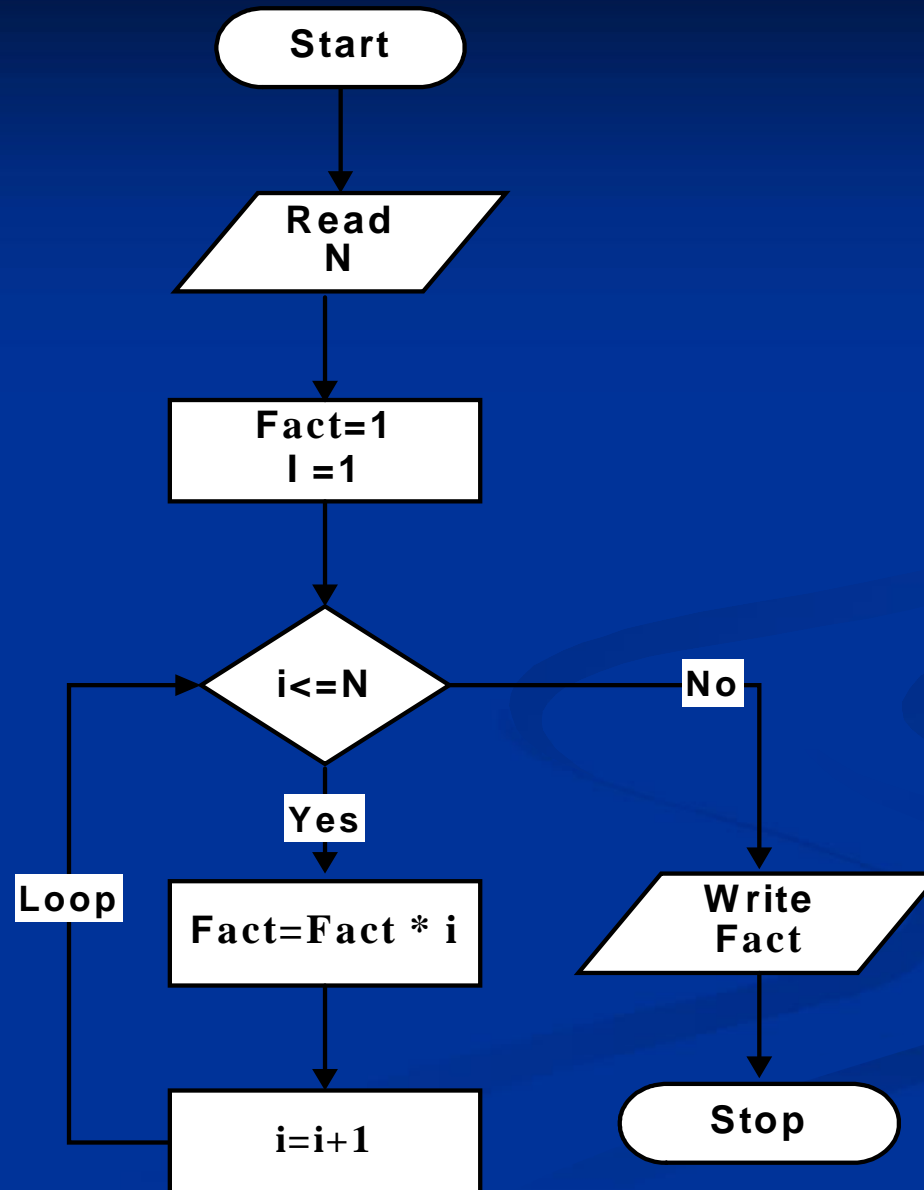 Start
Read
N
Fact=1
I =1
i<=N
No
Yes
Loop
Fact=Fact * i
Write
Fact
i=i+1
Stop